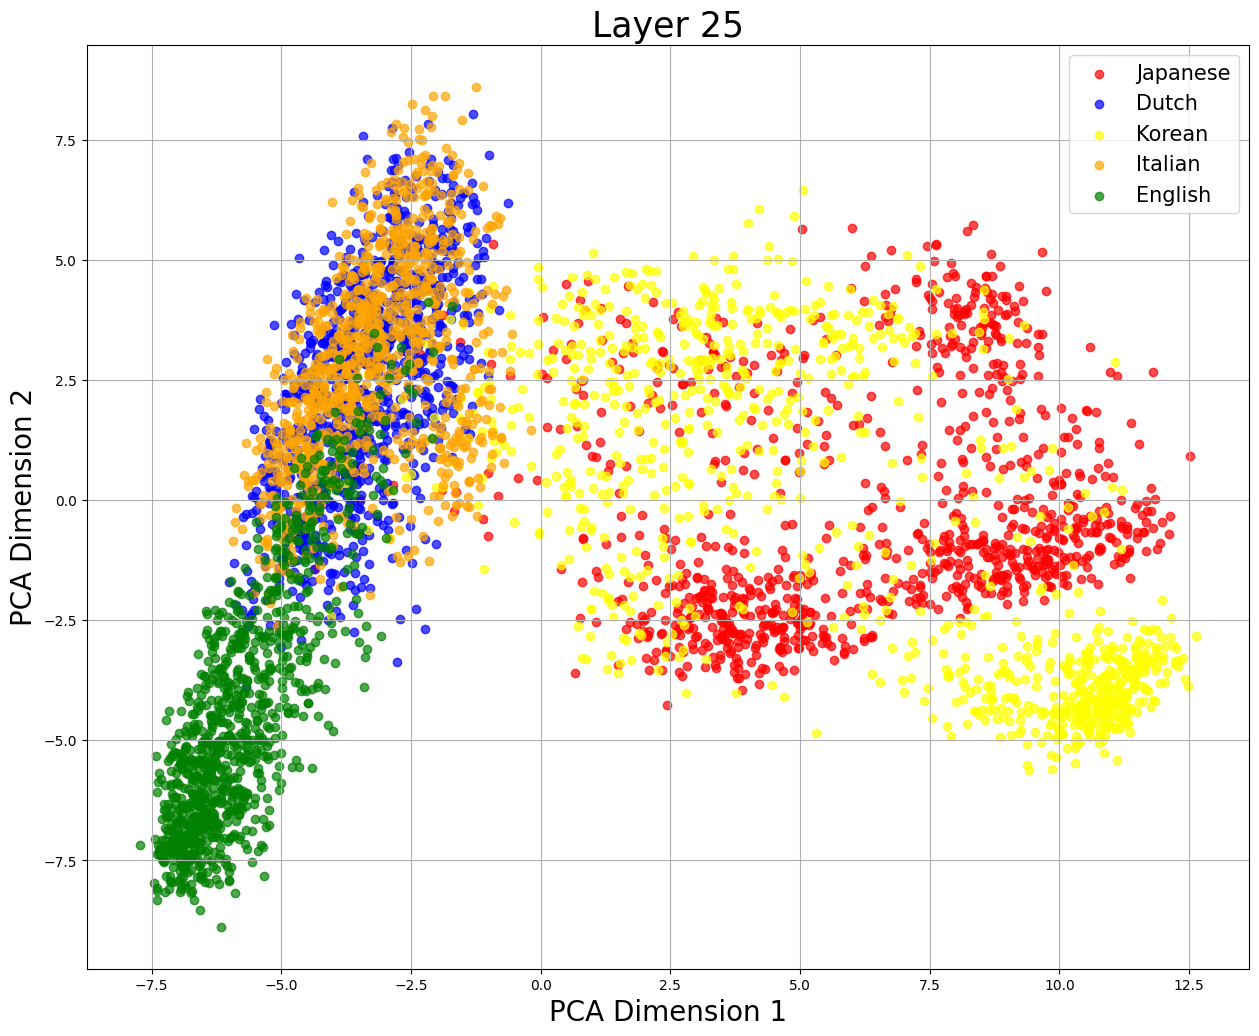 Layer 25
Japanese
Dutch
Korean
Italian
English
7.5
5.0
2.5
0.0
−2.5
−5.0
−7.5
PCA Dimension 2
−7.5 −5.0 −2.5 0.0 2.5 5.0 7.5 10.0 12.5
PCA Dimension 1